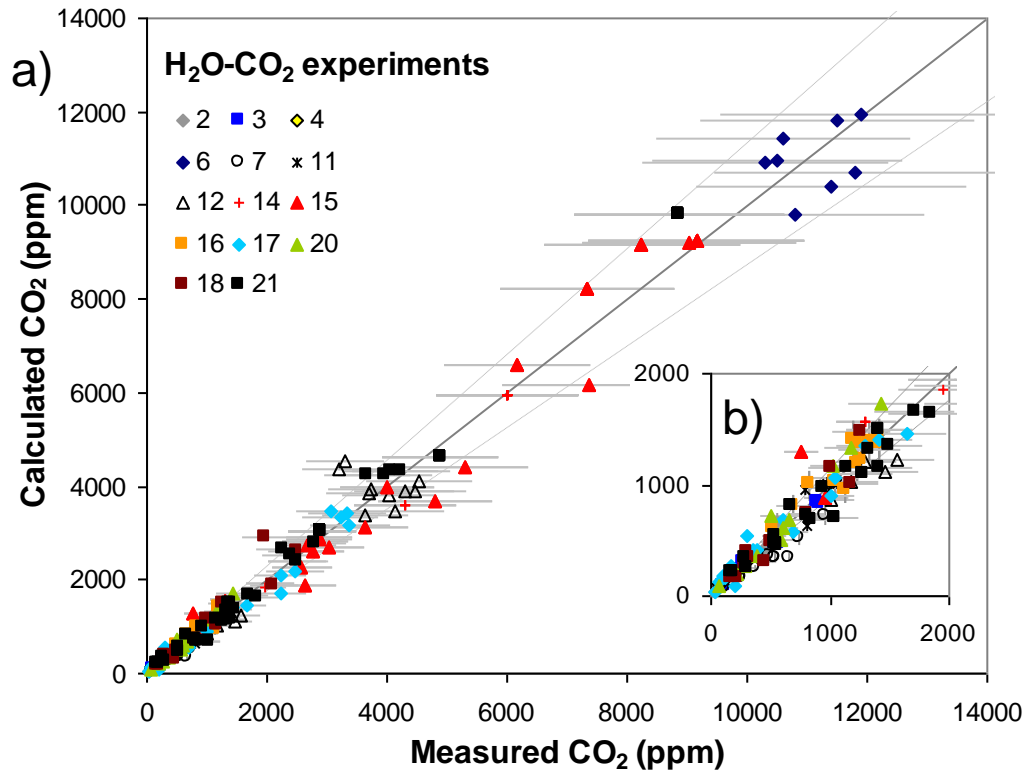 a)
H₂O-CO₂ experiments
2 3 4
6 7 11
12 14 15
16 17 20
18 21
14000
12000
10000
8000
6000
4000
2000
0
Calculated CO₂ (ppm)
0 2000 4000 6000 8000 10000 12000 14000
Measured CO₂ (ppm)
b)
2000
1000
0
0 1000 2000